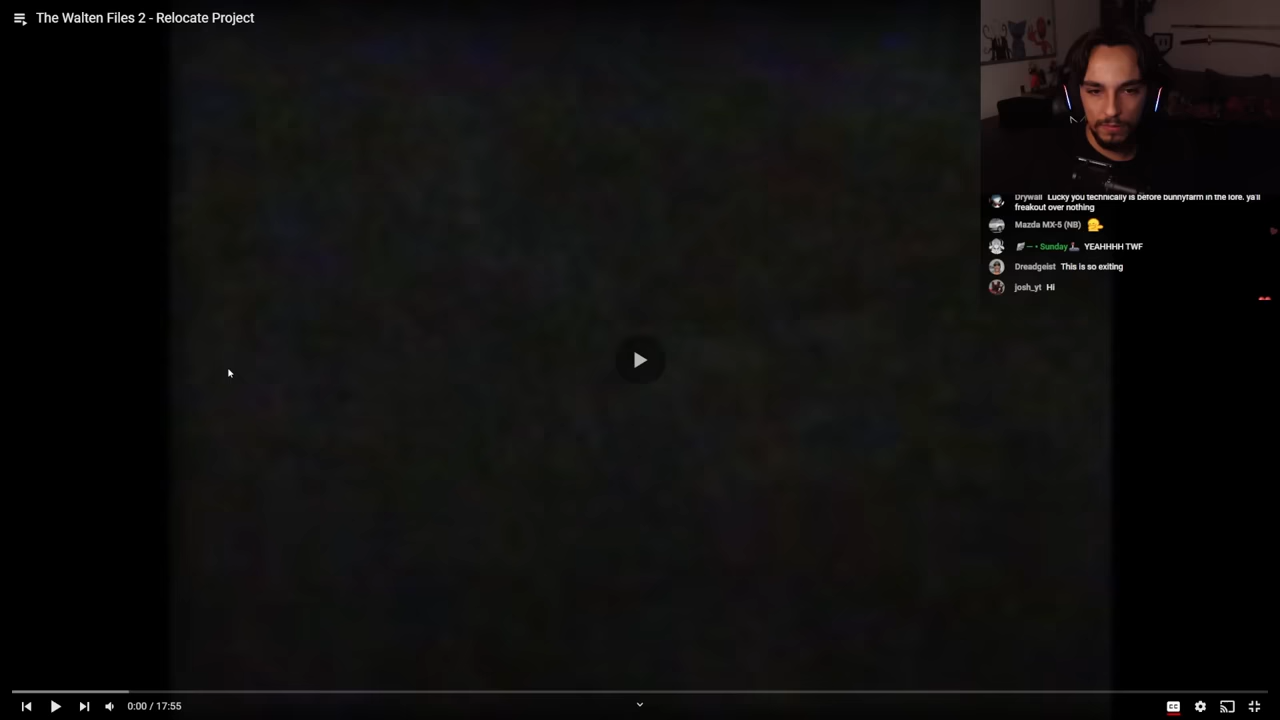 The Walten Files 2 - Relocate Project
Drywall Lucky you technically is before bunnyfarm in the lore. ya'll
freakout over nothing
Mazda MX-5 (NB)
Sunday YEAHHHH TWF
Dreadgeist This is so exiting
josh_yt Hi
0:00 / 17:55
CC